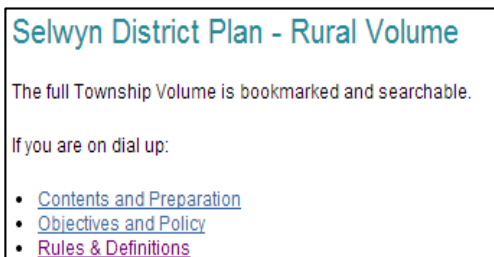 Selwyn District Plan - Rural Volume
The full Township Volume is bookmarked and searchable.
If you are on dial up:
• Contents and Preparation
• Objectives and Policy
• Rules & Definitions